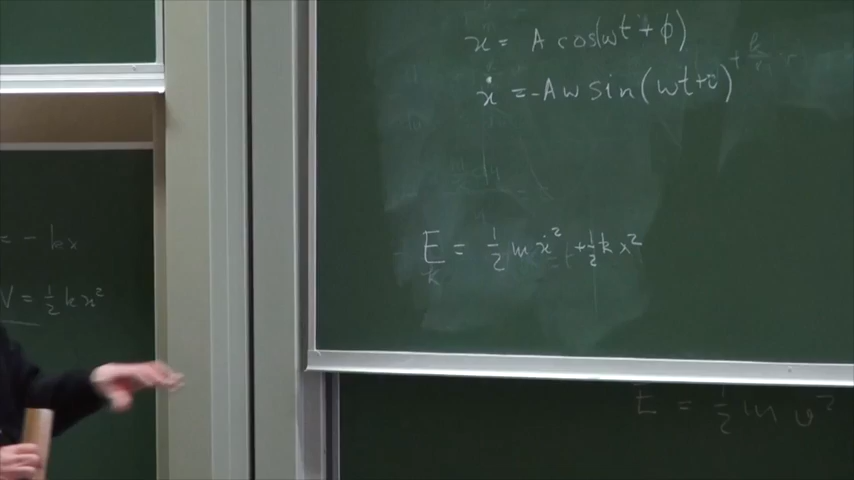 x = A cos(ωt + ϕ)
ẋ = -Aω sin(ωt+
E = 1/2 m ẋ² + 1/2 k x²
k
= - kx
V = 1/2 k x²
E = 1/2 m v²